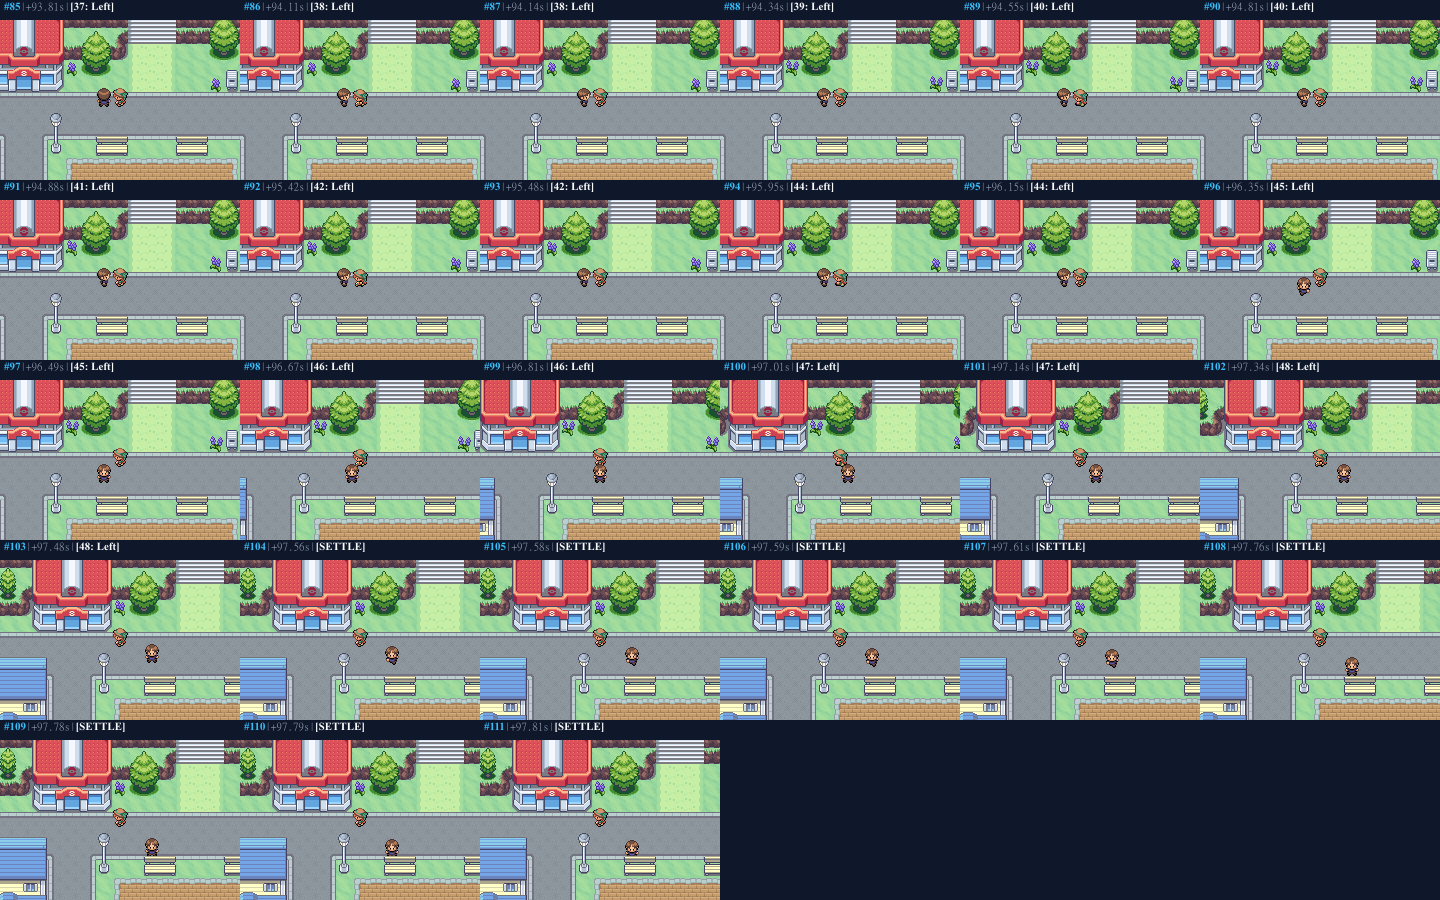 #85|+93.81s|[37: Left]
#86|+94.11s|[38: Left]
#87|+94.14s|[38: Left]
#88|+94.34s|[39: Left]
#89|+94.55s|[40: Left]
#90|+94.81s|[40: Left]
#91|+94.88s|[41: Left]
#92|+95.42s|[42: Left]
#93|+95.48s|[42: Left]
#94|+95.95s|[44: Left]
#95|+96.15s|[44: Left]
#96|+96.35s|[45: Left]
#97|+96.49s|[45: Left]
#98|+96.67s|[46: Left]
#99|+96.81s|[46: Left]
#100|+97.01s|[47: Left]
#101|+97.14s|[47: Left]
#102|+97.34s|[48: Left]
#103|+97.48s|[48: Left]
#104|+97.56s|[SETTLE]
#105|+97.58s|[SETTLE]
#106|+97.59s|[SETTLE]
#107|+97.61s|[SETTLE]
#108|+97.76s|[SETTLE]
#109|+97.78s|[SETTLE]
#110|+97.79s|[SETTLE]
#111|+97.81s|[SETTLE]